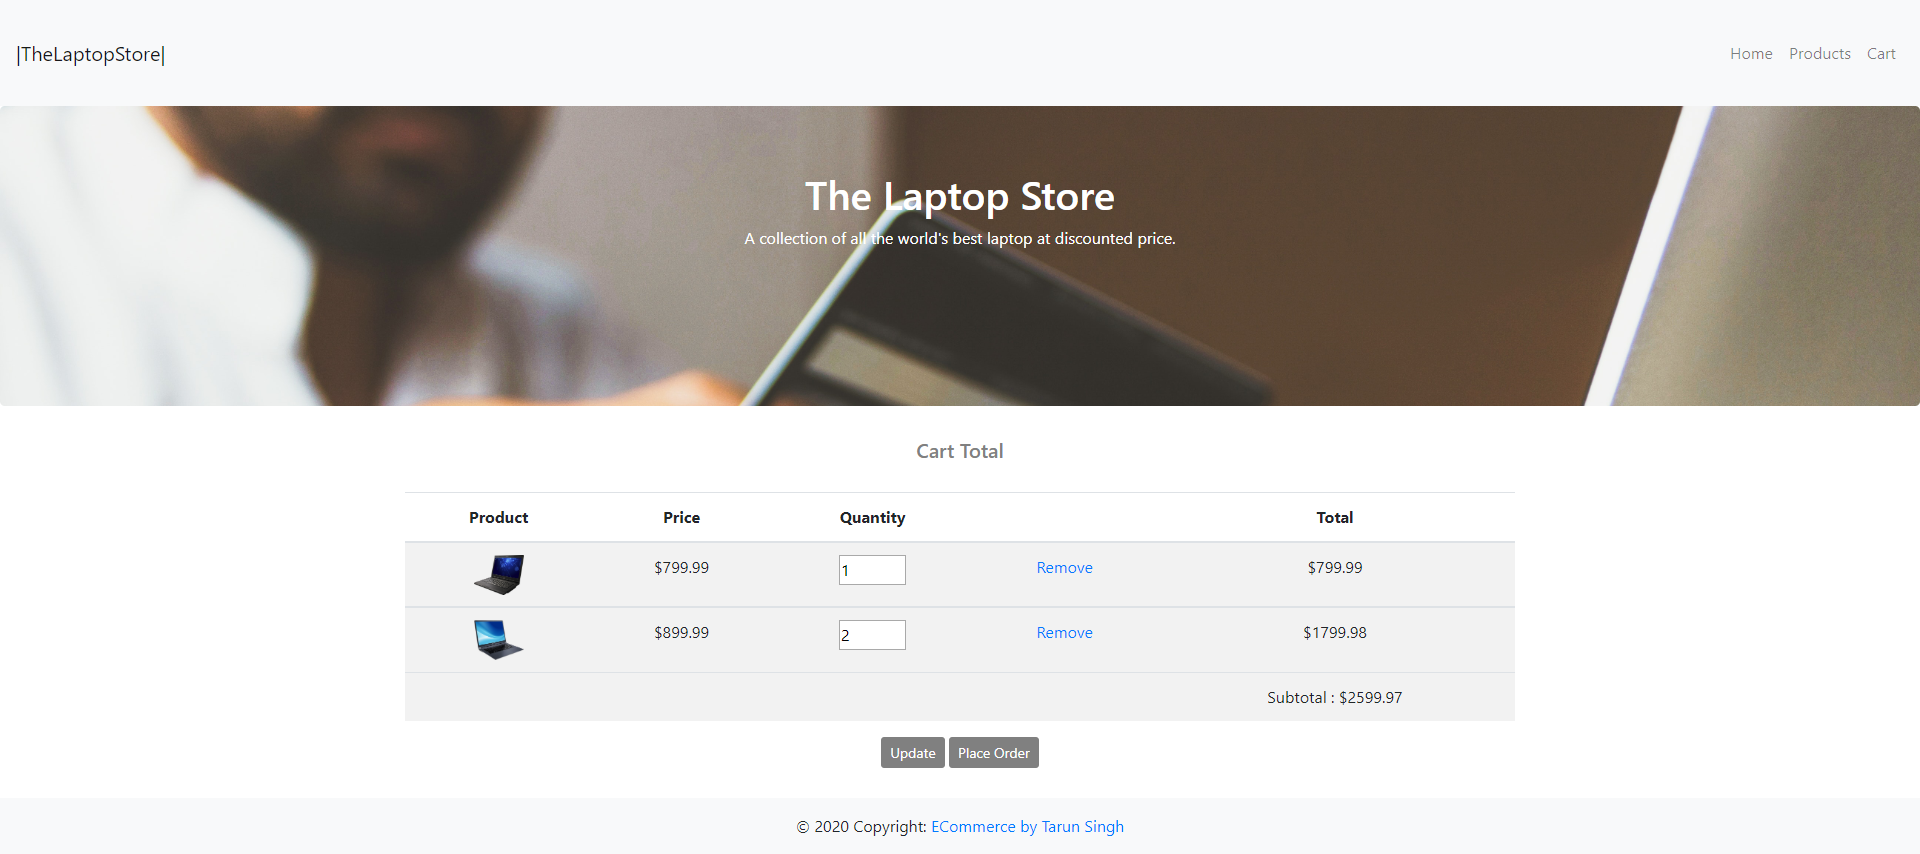 |TheLaptopStore|
Home Products Cart
The Laptop Store
A collection of all the world's best laptop at discounted price.
Cart Total
Product Price Quantity Total
$799.99 1 Remove $799.99
$899.99 2 Remove $1799.98
Subtotal : $2599.97
Update Place Order
© 2020 Copyright: ECommerce by Tarun Singh